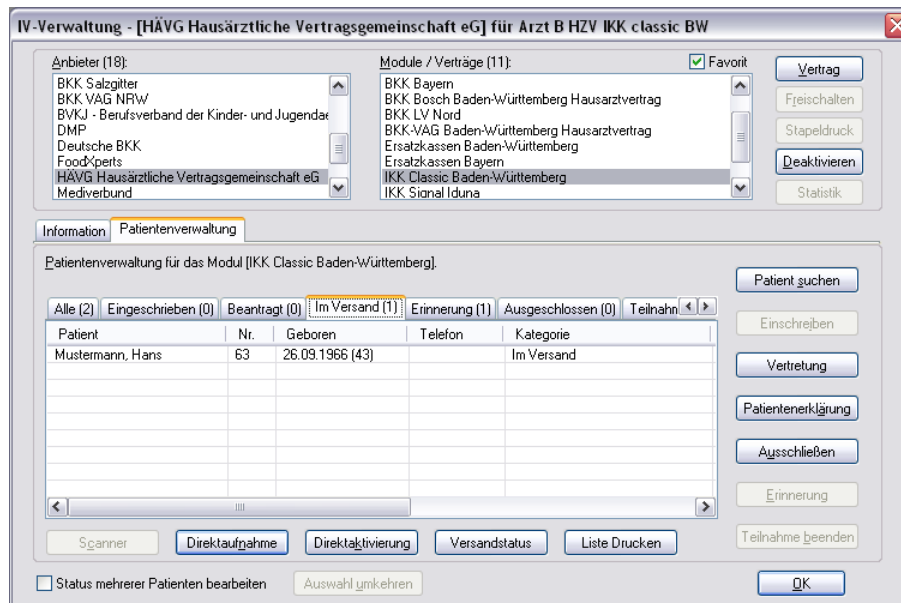 IV-Verwaltung - [HÄVG Hausärztliche Vertragsgemeinschaft eG] für Arzt B HZV IKK classic BW
Anbieter (18):
BKK Salzgitter
BKK VAG NRW
BVKJ - Berufsverband der Kinder- und Jugendae
DMP
Deutsche BKK
FoodXperts
HÄVG Hausärztliche Vertragsgemeinschaft eG
Mediverbund
Module / Verträge (11):
Favorit
BKK Bayern
BKK Bosch Baden-Württemberg Hausarztvertrag
BKK LV Nord
BKK-VAG Baden-Württemberg Hausarztvertrag
Ersatzkassen Baden-Württemberg
Ersatzkassen Bayern
IKK Classic Baden-Württemberg
IKK Signal Iduna
Vertrag
Freischalten
Stapeldruck
Deaktivieren
Statistik
Information Patientenverwaltung
Patientenverwaltung für das Modul [IKK Classic Baden-Württemberg].
Alle (2) Eingeschrieben (0) Beantragt (0) Im Versand (1) Erinnerung (1) Ausgeschlossen (0) Teilnahn
Patient Nr. Geboren Telefon Kategorie
Mustermann, Hans 63 26.09.1966 (43) Im Versand
Patient suchen
Einschreiben
Vertretung
Patientenerklärung
Ausschließen
Erinnerung
Teilnahme beenden
Scanner Direktaufnahme Direktaktivierung Versandstatus Liste Drucken
Status mehrerer Patienten bearbeiten Auswahl umkehren OK